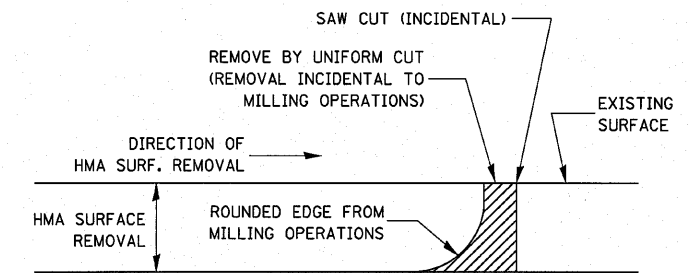 SAW CUT (INCIDENTAL)
REMOVE BY UNIFORM CUT
(REMOVAL INCIDENTAL TO
MILLING OPERATIONS)
EXISTING
SURFACE
DIRECTION OF
HMA SURF. REMOVAL
HMA SURFACE
REMOVAL
ROUNDED EDGE FROM
MILLING OPERATIONS